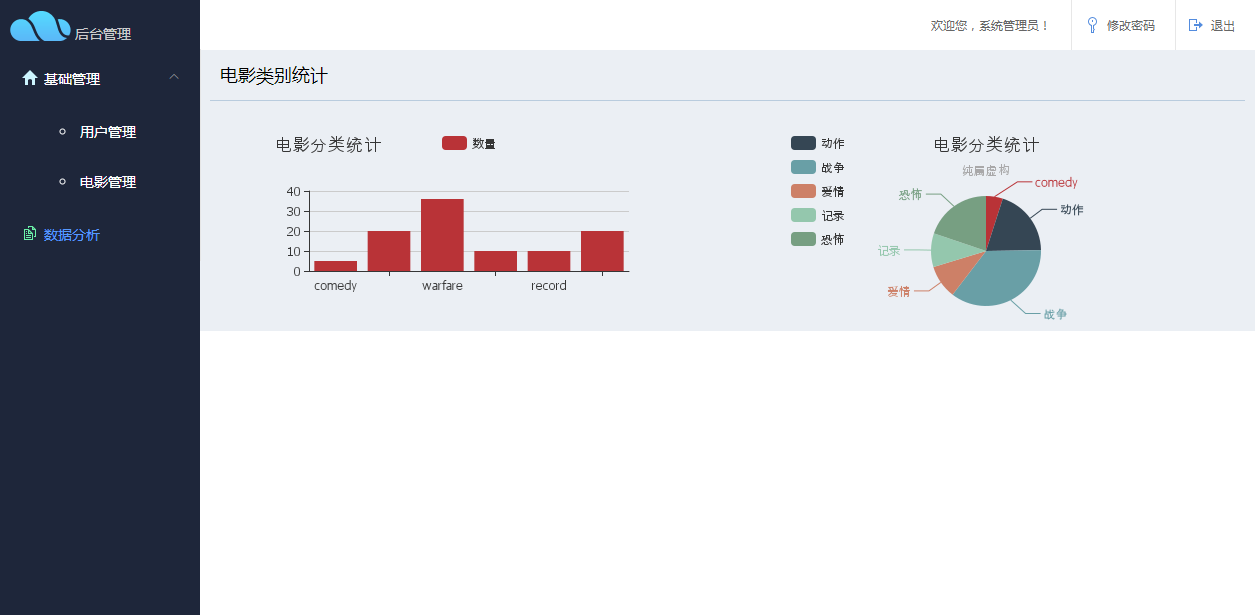 后台管理
欢迎您，系统管理员！
修改密码
退出
基础管理
用户管理
电影管理
数据分析
电影类别统计
电影分类统计
数量
40
30
20
10
0
comedy
warfare
record
动作
战争
爱情
记录
恐怖
电影分类统计
纯属虚构
comedy
动作
战争
爱情
记录
恐怖